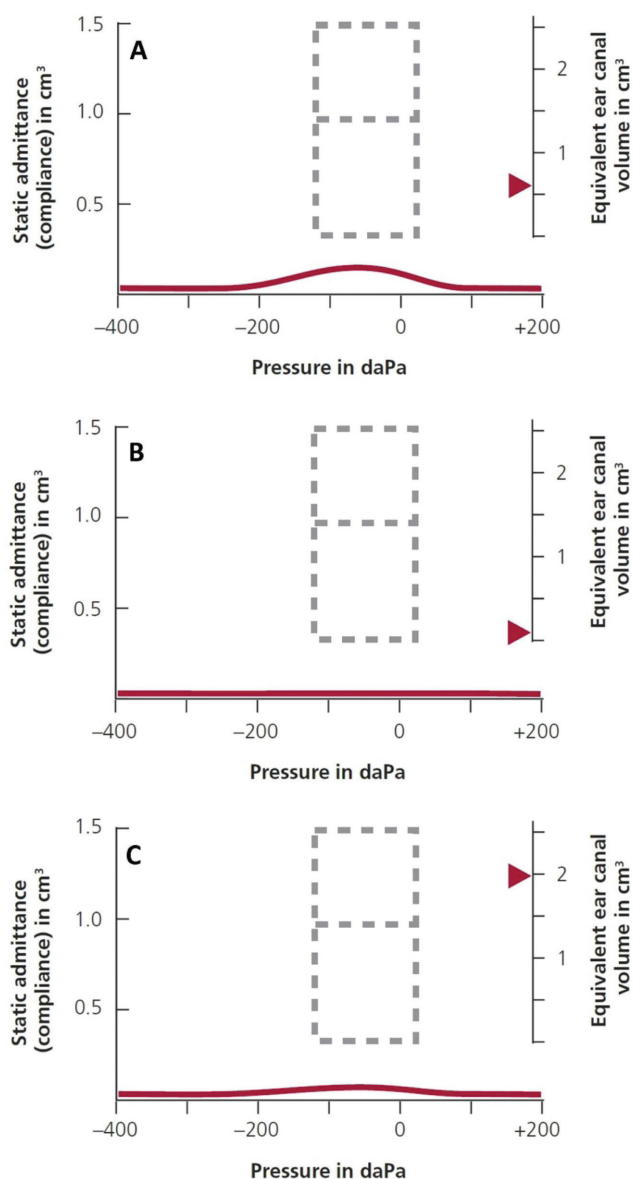 A
Static admittance
(compliance) in cm³
1.5
1.0
0.5
−400
−200
0
+200
Pressure in daPa
2
1
Equivalent ear canal
volume in cm³
B
Static admittance
(compliance) in cm³
1.5
1.0
0.5
−400
−200
0
+200
Pressure in daPa
2
1
Equivalent ear canal
volume in cm³
C
Static admittance
(compliance) in cm³
1.5
1.0
0.5
−400
−200
0
+200
Pressure in daPa
2
1
Equivalent ear canal
volume in cm³